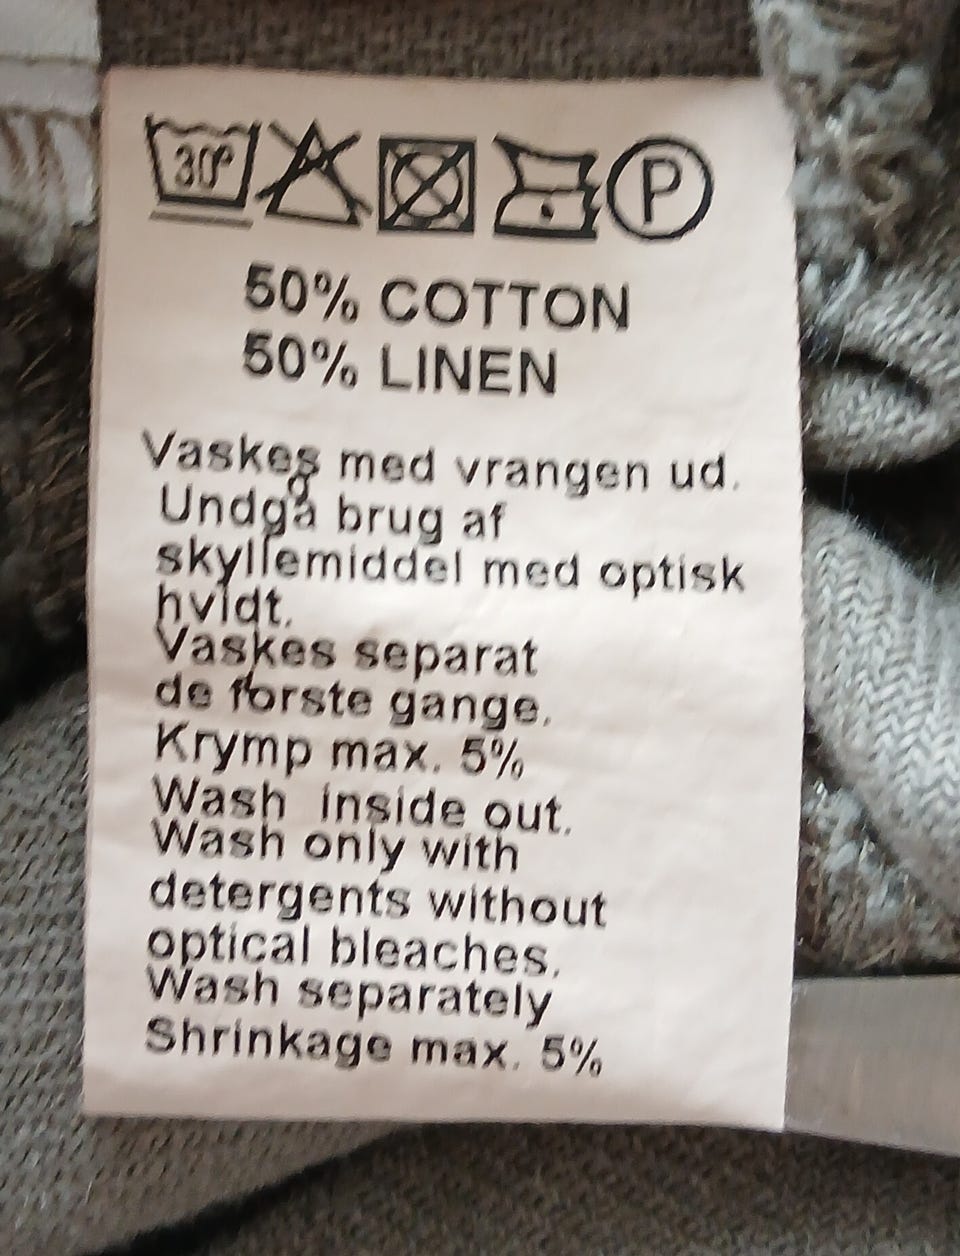 30°
P
50% COTTON
50% LINEN
Vaskes med vrangen ud.
Undgå brug af
skyllemiddel med optisk
hvidt.
Vaskes separat
de første gange.
Krymp max. 5%
Wash inside out.
Wash only with
detergents without
optical bleaches.
Wash separately
Shrinkage max. 5%